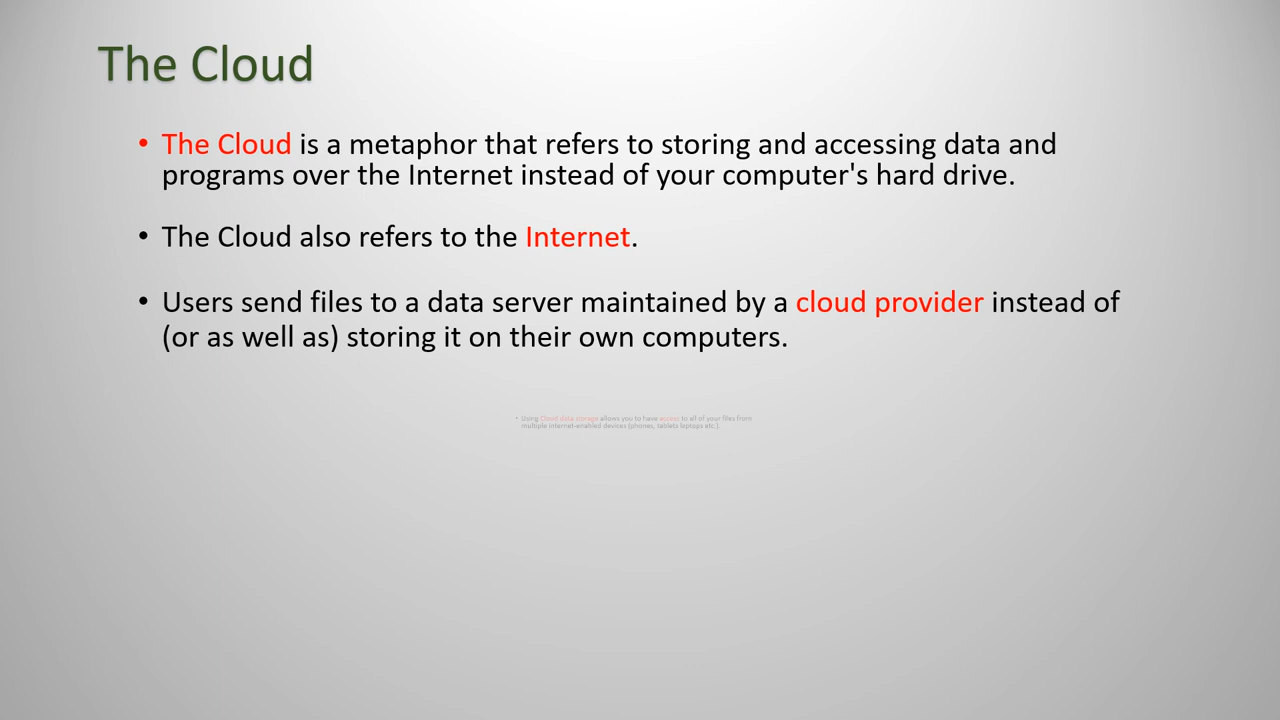 The Cloud
• The Cloud is a metaphor that refers to storing and accessing data and
programs over the Internet instead of your computer's hard drive.
• The Cloud also refers to the Internet.
• Users send files to a data server maintained by a cloud provider instead of
(or as well as) storing it on their own computers.
• Using Cloud data storage allows you to have access to all of your files from
multiple internet-enabled devices (phones, tablets laptops etc.).